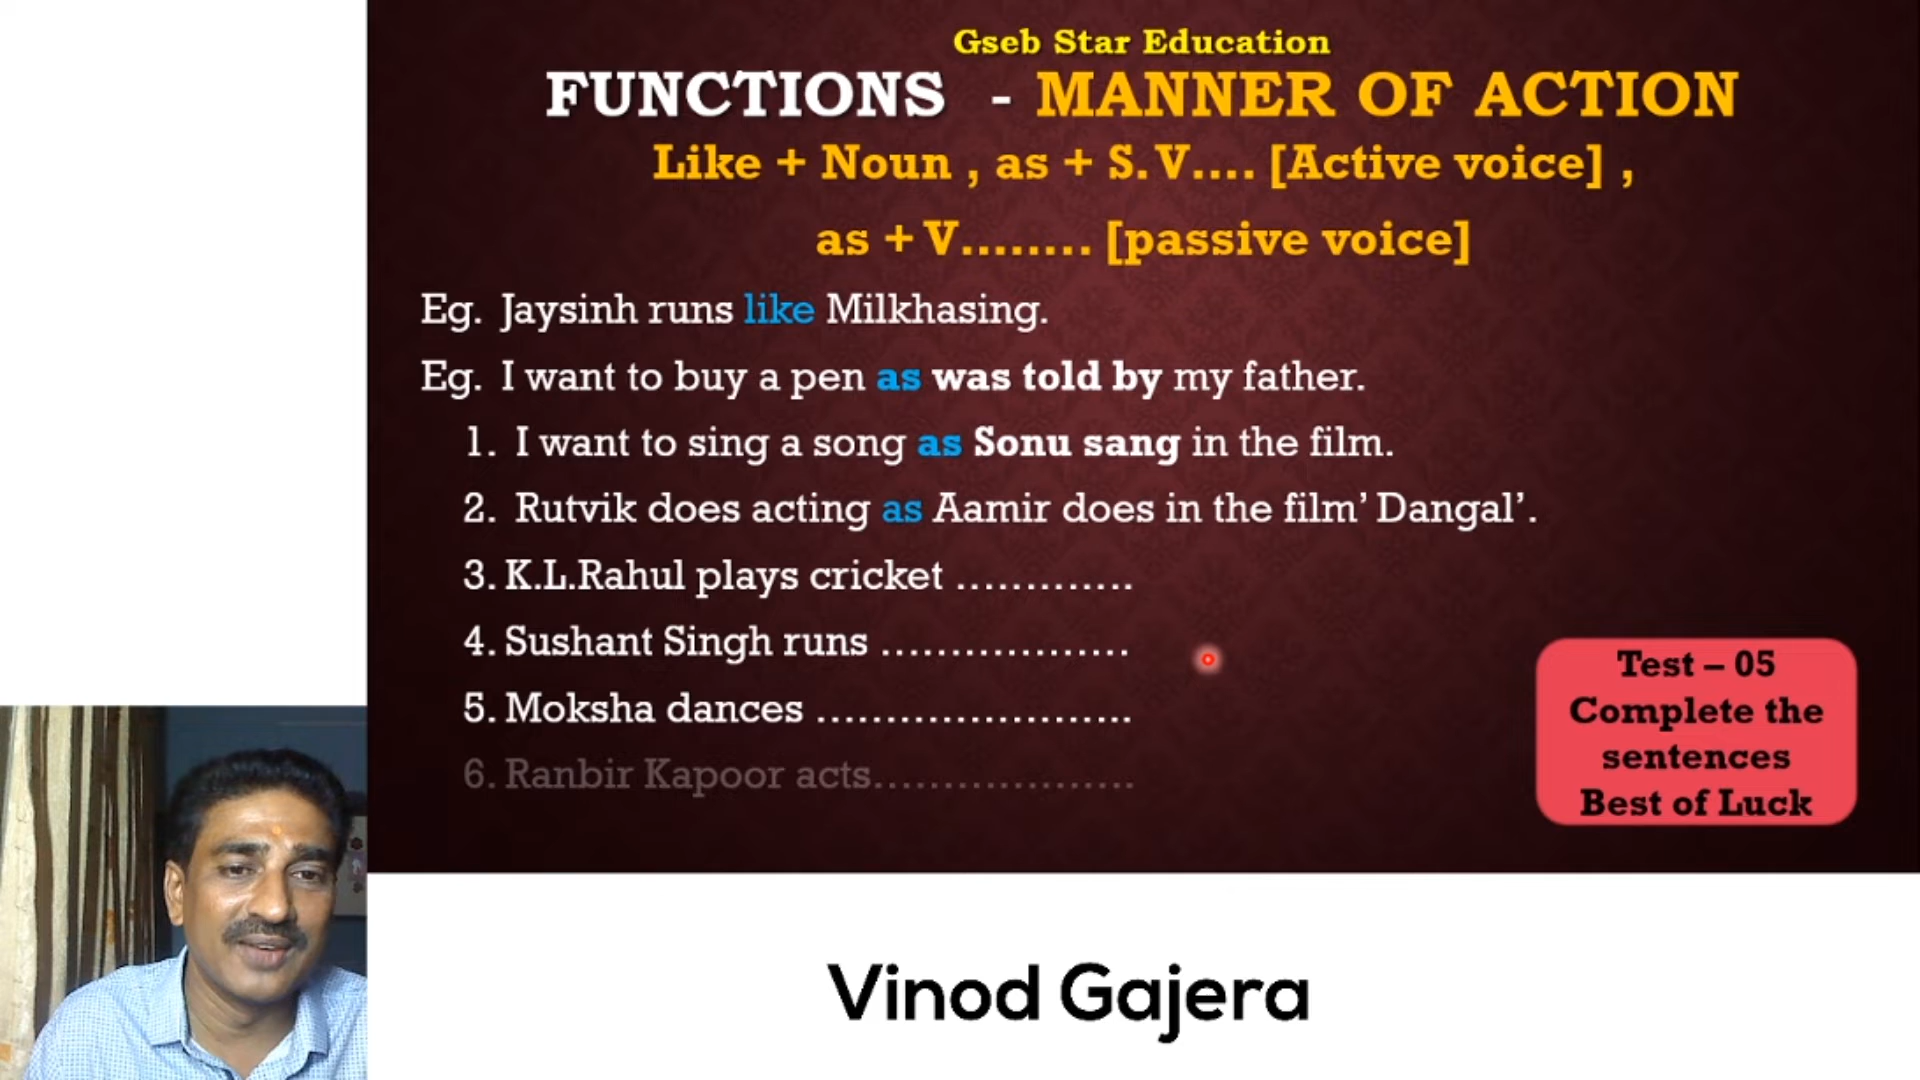 Gseb Star Education
FUNCTIONS - MANNER OF ACTION
Like + Noun , as + S.V.... [Active voice] ,
as + V........ [passive voice]
Eg. Jaysinh runs like Milkhasing.
Eg. I want to buy a pen as was told by my father.
1. I want to sing a song as Sonu sang in the film.
2. Rutvik does acting as Aamir does in the film’ Dangal’.
3. K.L.Rahul plays cricket .............
4. Sushant Singh runs ..................
5. Moksha dances .......................
6. Ranbir Kapoor acts...................
Test – 05
Complete the
sentences
Best of Luck
Vinod Gajera